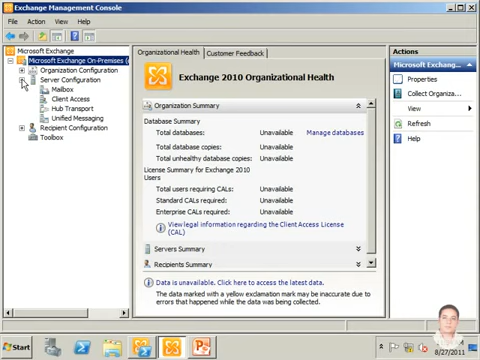 Exchange Management Console
File Action View Help
Microsoft Exchange
Microsoft Exchange On-Premises (
Organization Configuration
Server Configuration
Mailbox
Client Access
Hub Transport
Unified Messaging
Recipient Configuration
Toolbox
Organizational Health
Customer Feedback
Exchange 2010 Organizational Health
Organization Summary
Database Summary
Total databases: Unavailable Manage databases
Total database copies: Unavailable
Total unhealthy database copies: Unavailable
License Summary for Exchange 2010
Users
Total users requiring CALs: Unavailable
Standard CALs required: Unavailable
Enterprise CALs required: Unavailable
View legal information regarding the Client Access License
(CAL)
Servers Summary
Recipients Summary
Data is unavailable. Click here to access the latest data.
The data marked with a yellow exclamation mark may be inaccurate due to
errors that happened while the data was being collected.
Actions
Microsoft Exchange On-Premis...
Properties
Collect Organiza...
View
Refresh
Help
Start
8/27/2011